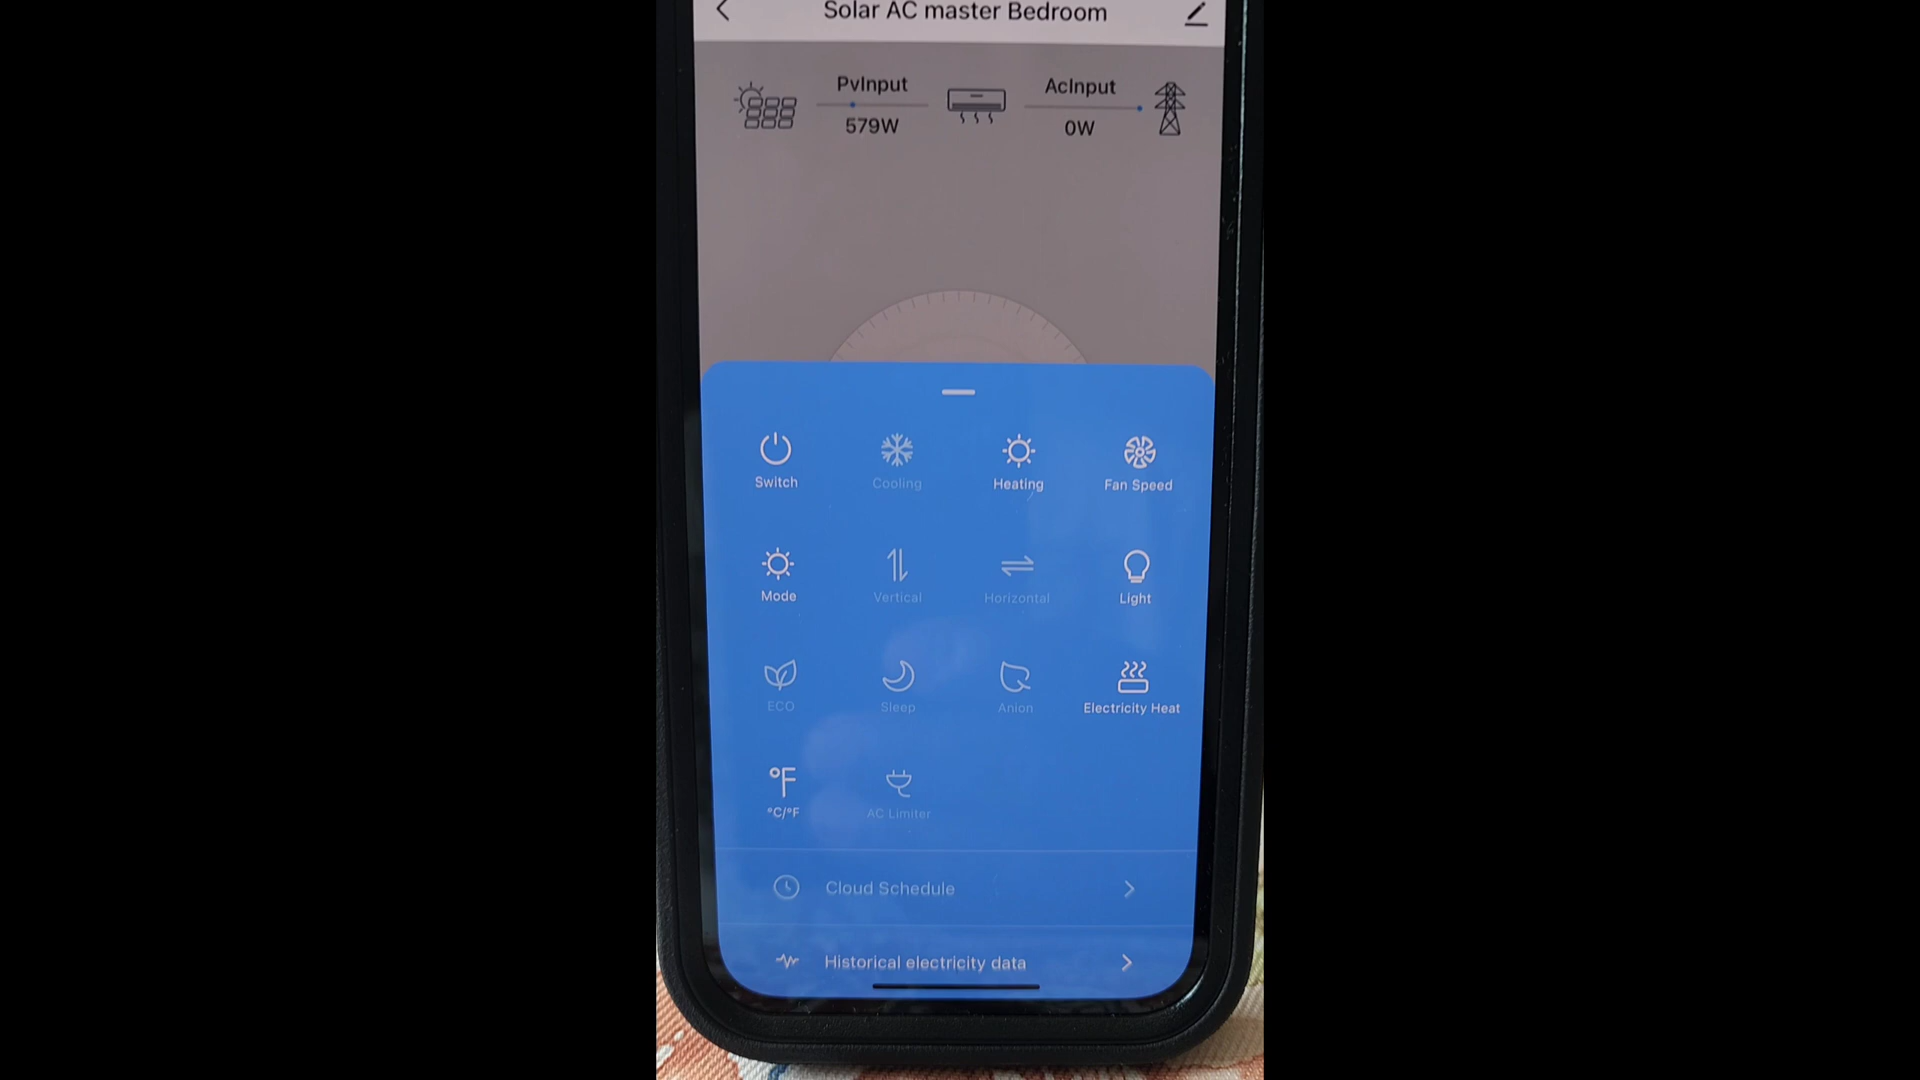 Solar AC master Bedroom
PvInput AcInput
579W 0W
Switch Cooling Heating Fan Speed
Mode Vertical Horizontal Light
ECO Sleep Anion Electricity Heat
°F
°C/°F AC Limiter
Cloud Schedule
Historical electricity data